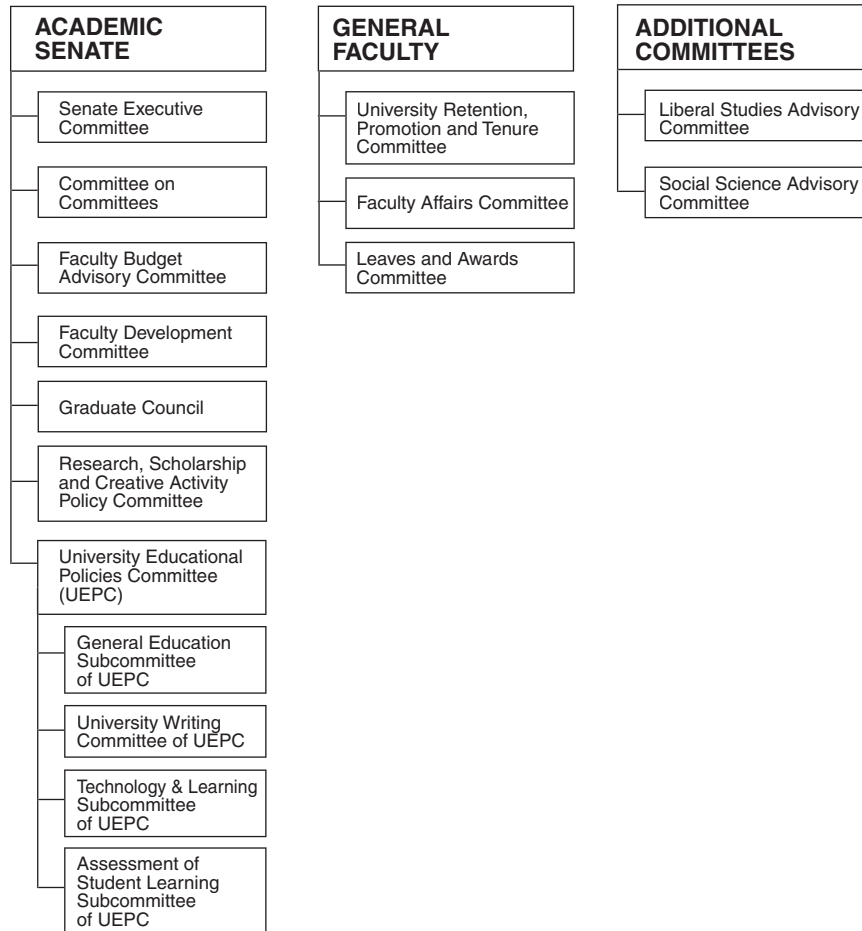 ACADEMIC
SENATE
Senate Executive
Committee
Committee on
Committees
Faculty Budget
Advisory Committee
Faculty Development
Committee
Graduate Council
Research, Scholarship
and Creative Activity
Policy Committee
University Educational
Policies Committee
(UEPC)
General Education
Subcommittee
of UEPC
University Writing
Committee of UEPC
Technology & Learning
Subcommittee
of UEPC
Assessment of
Student Learning
Subcommittee
of UEPC
GENERAL
FACULTY
University Retention,
Promotion and Tenure
Committee
Faculty Affairs Committee
Leaves and Awards
Committee
ADDITIONAL
COMMITTEES
Liberal Studies Advisory
Committee
Social Science Advisory
Committee